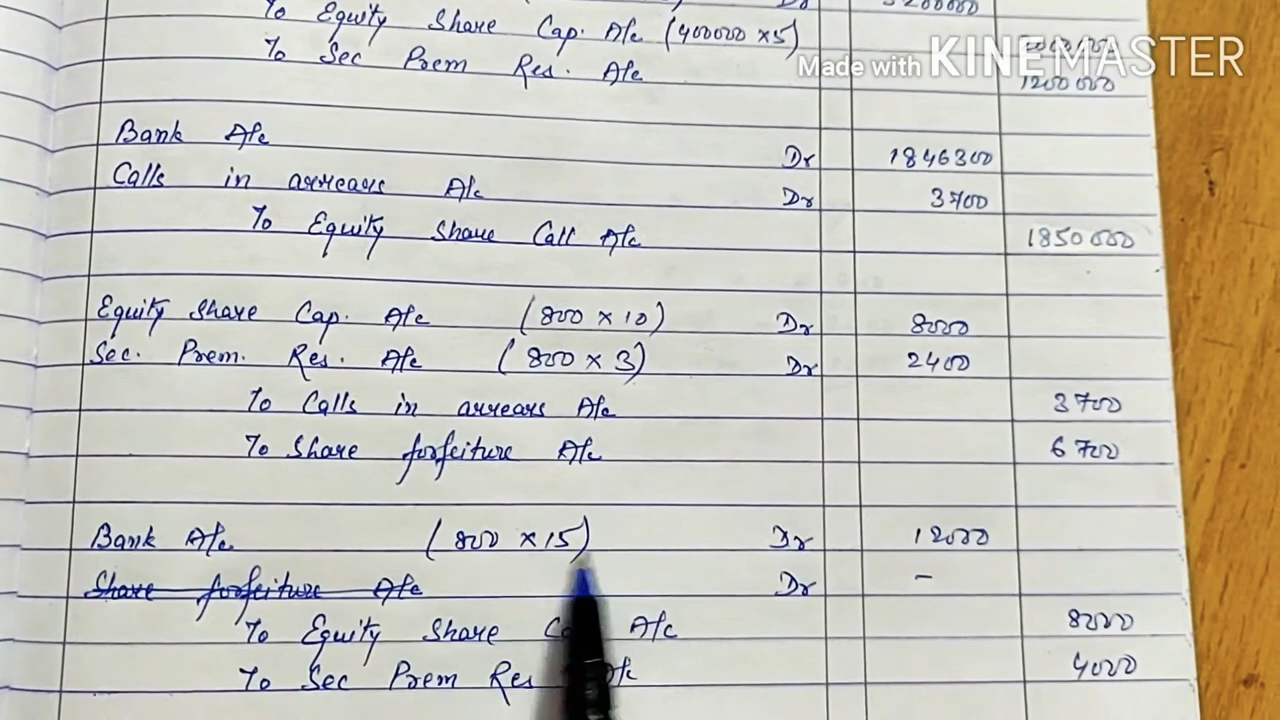 To Equity Share Cap. A/c (400000 x 5)
To Sec Prem Res. A/c 1200000
Made with KINEMASTER
Bank A/c Dr 1846300
Calls in arrears A/c Dr 3700
To Equity Share Call A/c 1850000
Equity Share Cap. A/c (800 x 10) Dr 8000
Sec. Prem. Res. A/c (800 x 3) Dr 2400
To Calls in arrears A/c 3700
To Share forfeiture A/c 6700
Bank A/c (800 x 15) Dr 12000
Share forfeiture A/c Dr -
To Equity Share A/c 8000
To Sec Prem Res A/c 4000